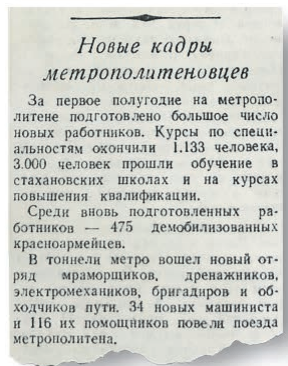 Новые кадры
метрополитеновцев
За первое полугодие на метропо-
литене подготовлено большое число
новых работников. Курсы по специ-
альностям окончили 1.133 человека,
3.000 человек прошли обучение в
стахановских школах и на курсах
повышения квалификации.
Среди вновь подготовленных ра-
ботников — 475 демобилизованных
красноармейцев.
В тоннели метро вошел новый от-
ряд мраморщиков, дренажников,
электромехаников, бригадиров и об-
ходчиков пути. 34 новых машиниста
и 116 их помощников повели поезда
метрополитена.